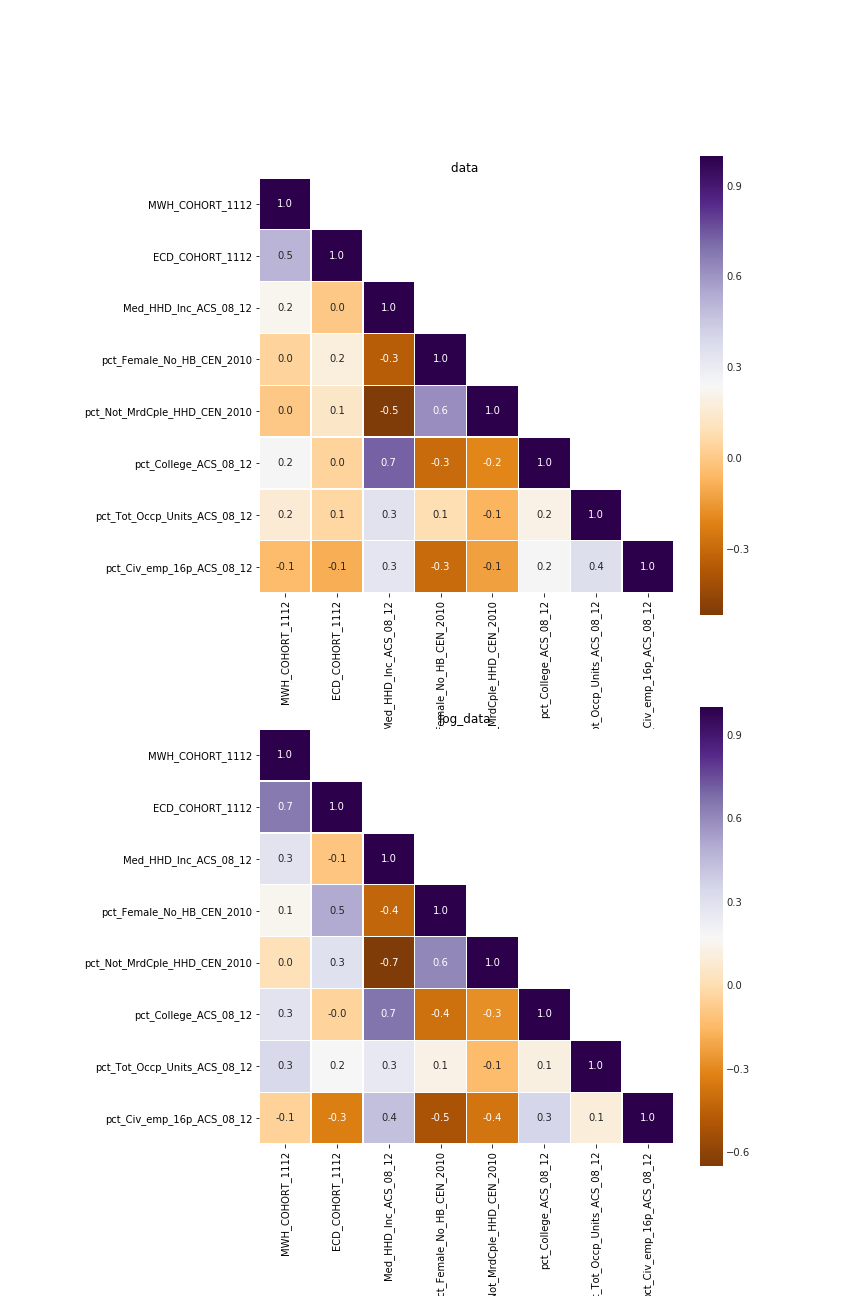 data
MWH_COHORT_1112 1.0
ECD_COHORT_1112 0.5 1.0
Med_HHD_Inc_ACS_08_12 0.2 0.0 1.0
pct_Female_No_HB_CEN_2010 0.0 0.2 -0.3 1.0
pct_Not_MrdCple_HHD_CEN_2010 0.0 0.1 -0.5 0.6 1.0
pct_College_ACS_08_12 0.2 0.0 0.7 -0.3 -0.2 1.0
pct_Tot_Occp_Units_ACS_08_12 0.2 0.1 0.3 0.1 -0.1 0.2 1.0
pct_Civ_emp_16p_ACS_08_12 -0.1 -0.1 0.3 -0.3 -0.1 0.2 0.4 1.0
MWH_COHORT_1112
ECD_COHORT_1112
Med_HHD_Inc_ACS_08_12
Female_No_HB_CEN_2010
MrdCple_HHD_CEN_2010
pct_College_ACS_08_12
ot_Occp_Units_ACS_08_12
Civ_emp_16p_ACS_08_12
0.9
0.6
0.3
0.0
−0.3
log_data
MWH_COHORT_1112 1.0
ECD_COHORT_1112 0.7 1.0
Med_HHD_Inc_ACS_08_12 0.3 -0.1 1.0
pct_Female_No_HB_CEN_2010 0.1 0.5 -0.4 1.0
pct_Not_MrdCple_HHD_CEN_2010 0.0 0.3 -0.7 0.6 1.0
pct_College_ACS_08_12 0.3 -0.0 0.7 -0.4 -0.3 1.0
pct_Tot_Occp_Units_ACS_08_12 0.3 0.2 0.3 0.1 -0.1 0.1 1.0
pct_Civ_emp_16p_ACS_08_12 -0.1 -0.3 0.4 -0.5 -0.4 0.3 0.1 1.0
MWH_COHORT_1112
ECD_COHORT_1112
Med_HHD_Inc_ACS_08_12
ct_Female_No_HB_CEN_2010
Not_MrdCple_HHD_CEN_2010
pct_College_ACS_08_12
_Tot_Occp_Units_ACS_08_12
pct_Civ_emp_16p_ACS_08_12
0.9
0.6
0.3
0.0
−0.3
−0.6